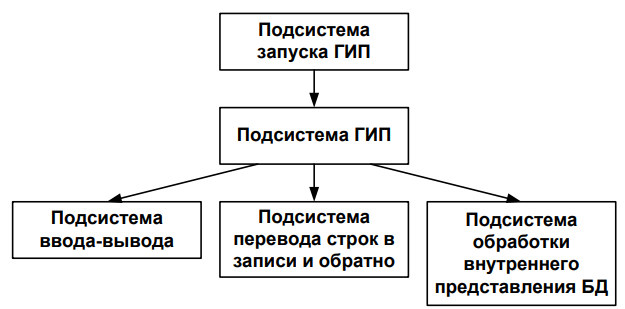 Подсистема
запуска ГИП
Подсистема ГИП
Подсистема
ввода-вывода
Подсистема
перевода строк в
записи и обратно
Подсистема
обработки
внутреннего
представления БД